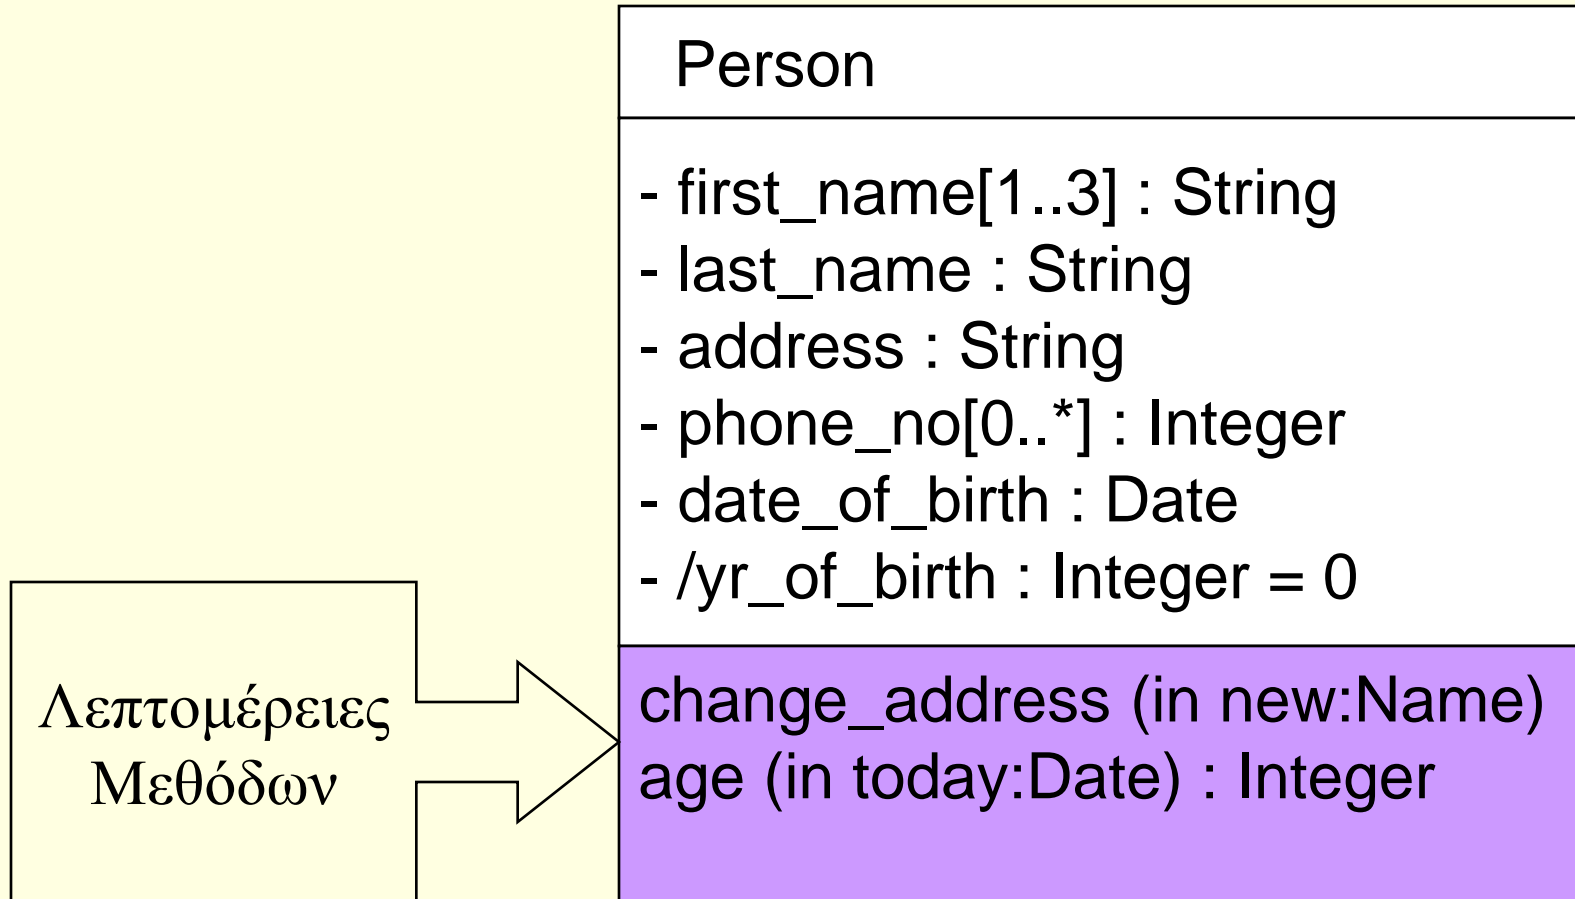 Person
- first_name[1..3] : String
- last_name : String
- address : String
- phone_no[0..*] : Integer
- date_of_birth : Date
- /yr_of_birth : Integer = 0
Λεπτομέρειες
Μεθόδων
change_address (in new:Name)
age (in today:Date) : Integer